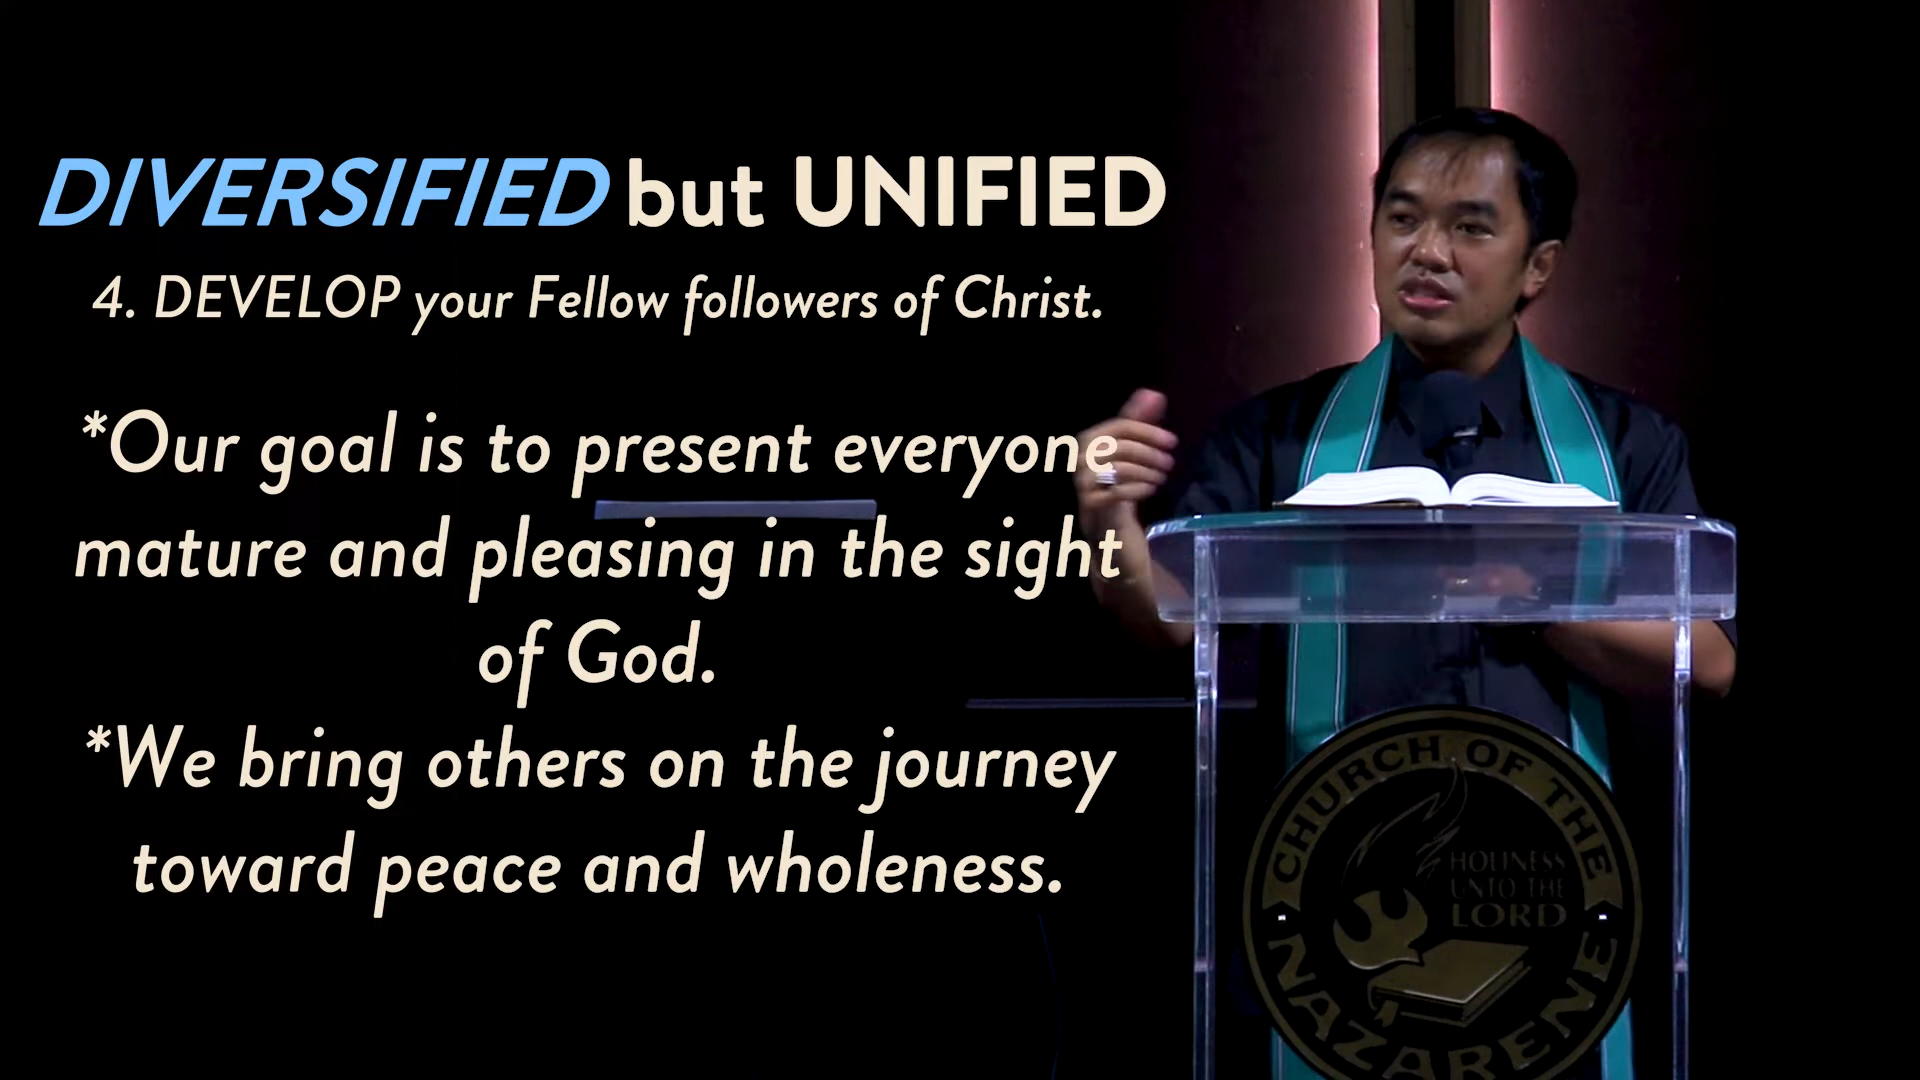 DIVERSIFIED but UNIFIED
4. DEVELOP your Fellow followers of Christ.
*Our goal is to present everyone
mature and pleasing in the sight
of God.
*We bring others on the journey
toward peace and wholeness.
CHURCH OF THE
HOLINESS
UNTO THE
LORD
NAZARENE